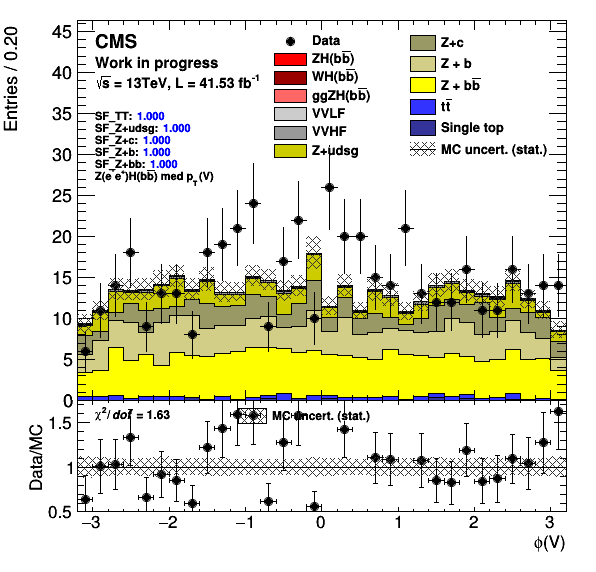 CMS
Work in progress
√s = 13TeV, L = 41.53 fb⁻¹
SF_TT: 1.000
SF_Z+udsg: 1.000
SF_Z+c: 1.000
SF_Z+b: 1.000
SF_Z+bb: 1.000
Z(e⁻e⁺)H(bb̄) med p_T(V)
Data
ZH(bb̄)
WH(bb̄)
ggZH(bb̄)
VVLF
VVHF
Z+udsg
Z+c
Z + b
Z + bb̄
tt̄
Single top
MC uncert. (stat.)
Entries / 0.20
45
40
35
30
25
20
15
10
5
0
χ²/dof = 1.63
MC uncert. (stat.)
Data/MC
1.5
1
0.5
−3 −2 −1 0 1 2 3
ϕ(V)